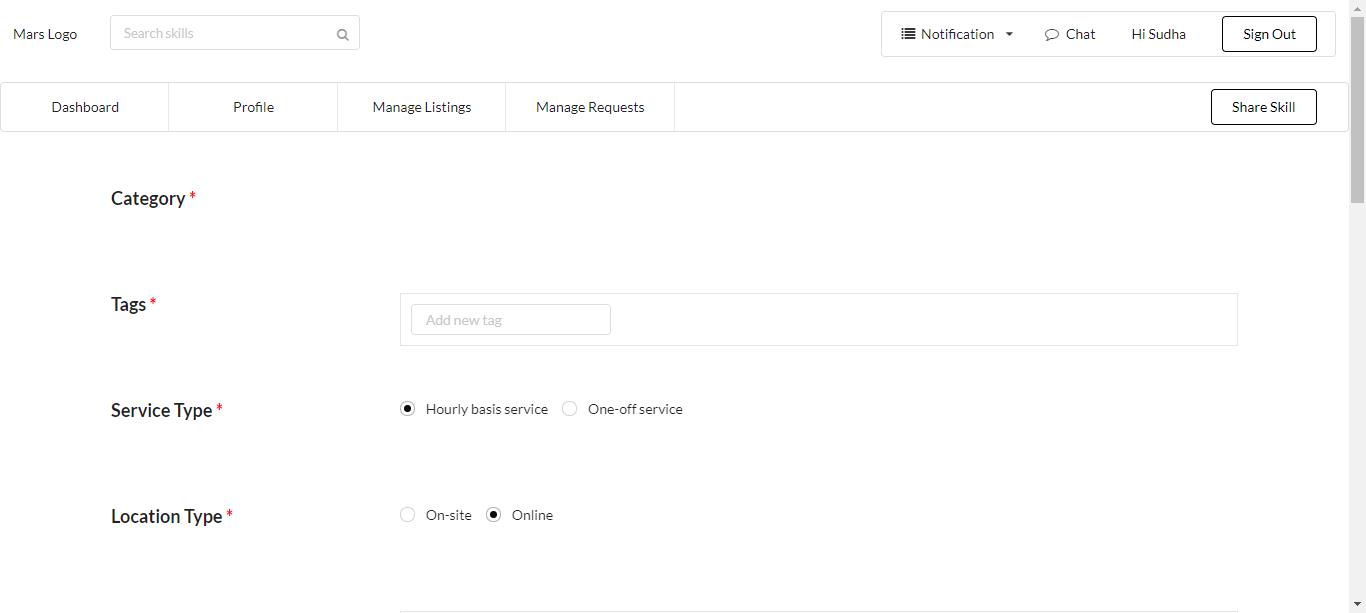 Mars Logo
Search skills
Notification
Chat
Hi Sudha
Sign Out
Dashboard
Profile
Manage Listings
Manage Requests
Share Skill
Category *
Tags *
Add new tag
Service Type *
Hourly basis service
One-off service
Location Type *
On-site
Online